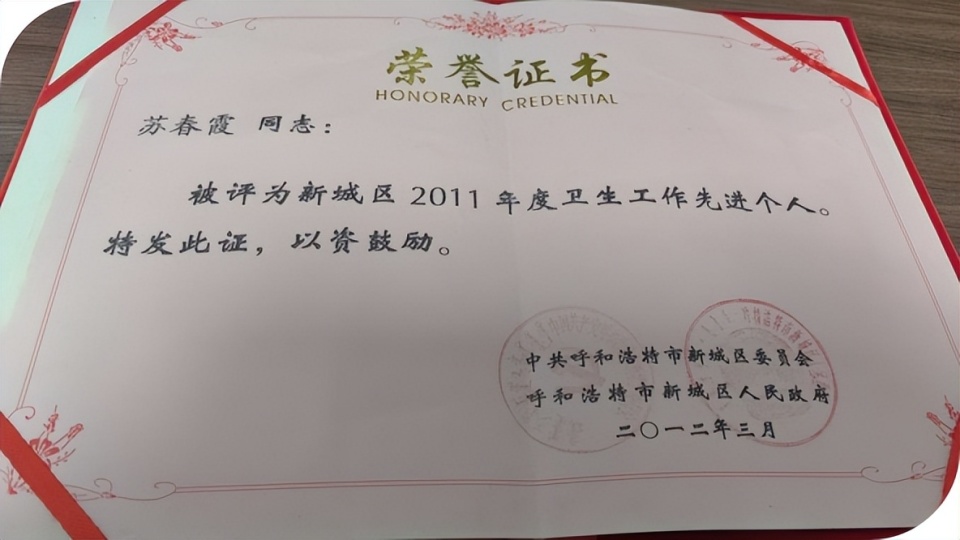 荣誉证书
HONORARY CREDENTIAL
苏春霞 同志：
被评为新城区2011年度卫生工作先进个人。
特发此证，以资鼓励。
中共呼和浩特市新城区委员会
呼和浩特市新城区人民政府
二〇一二年三月